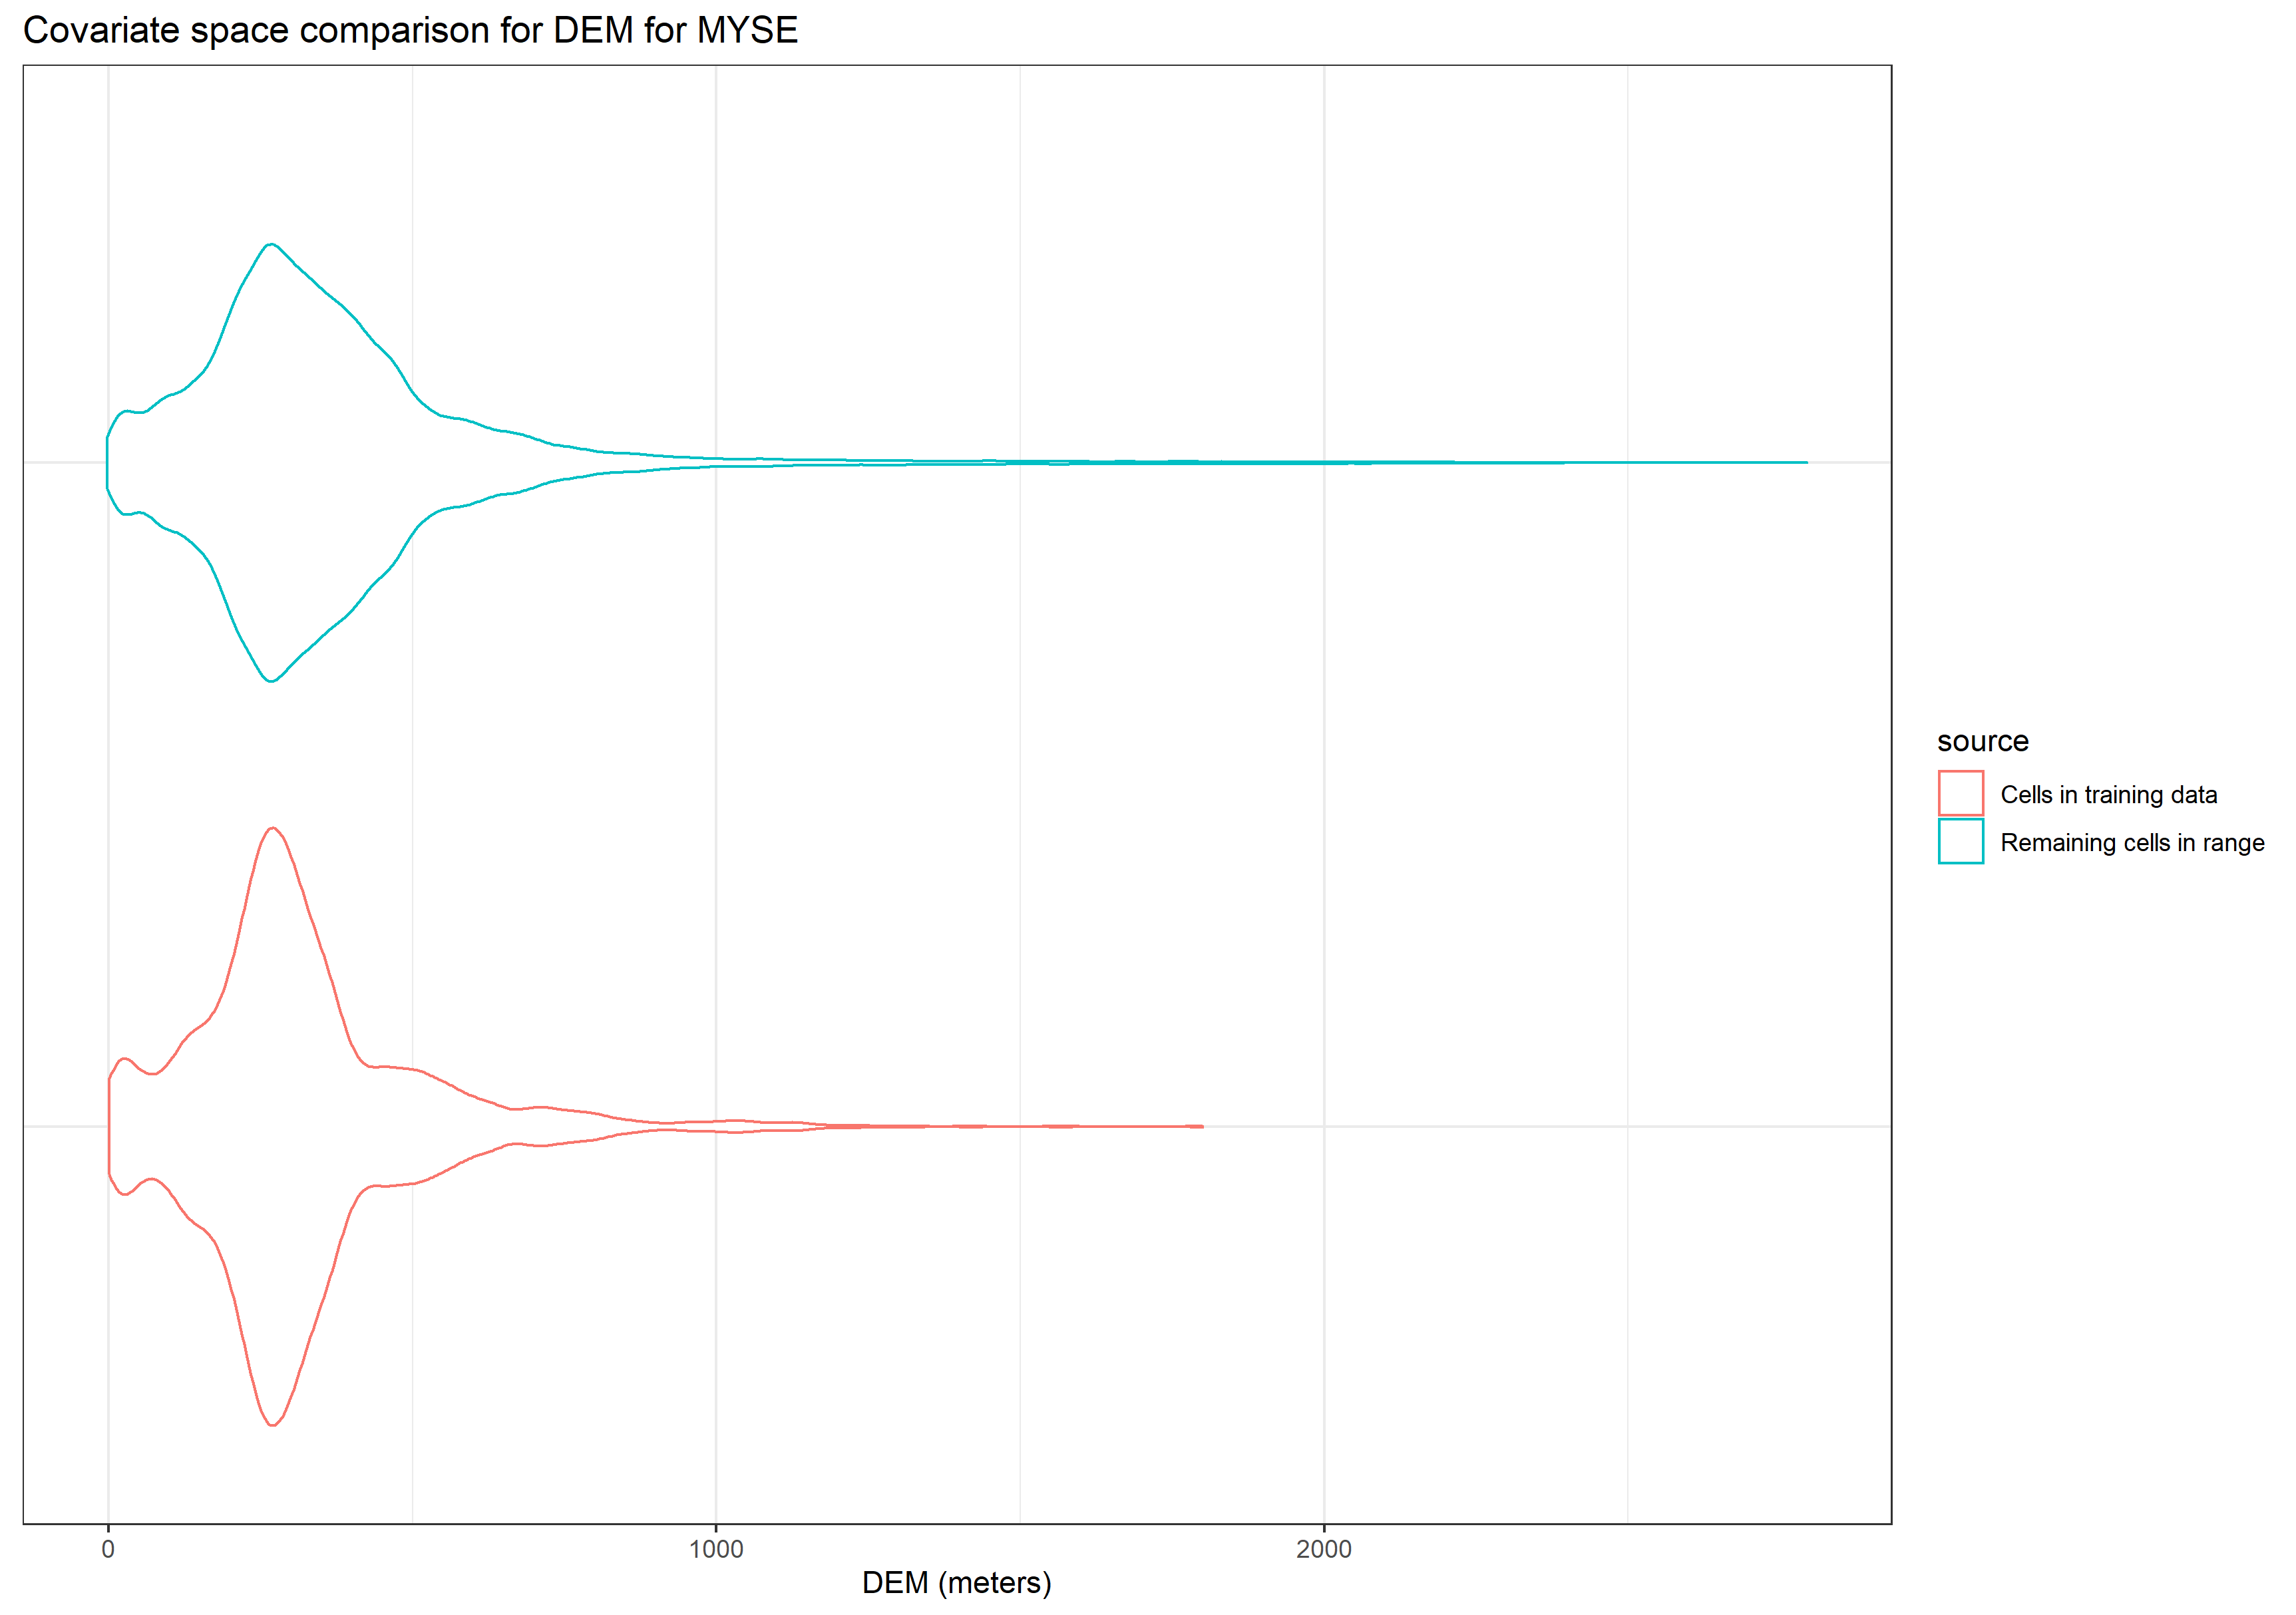 Covariate space comparison for DEM for MYSE
source
Cells in training data
Remaining cells in range
0 1000 2000
DEM (meters)